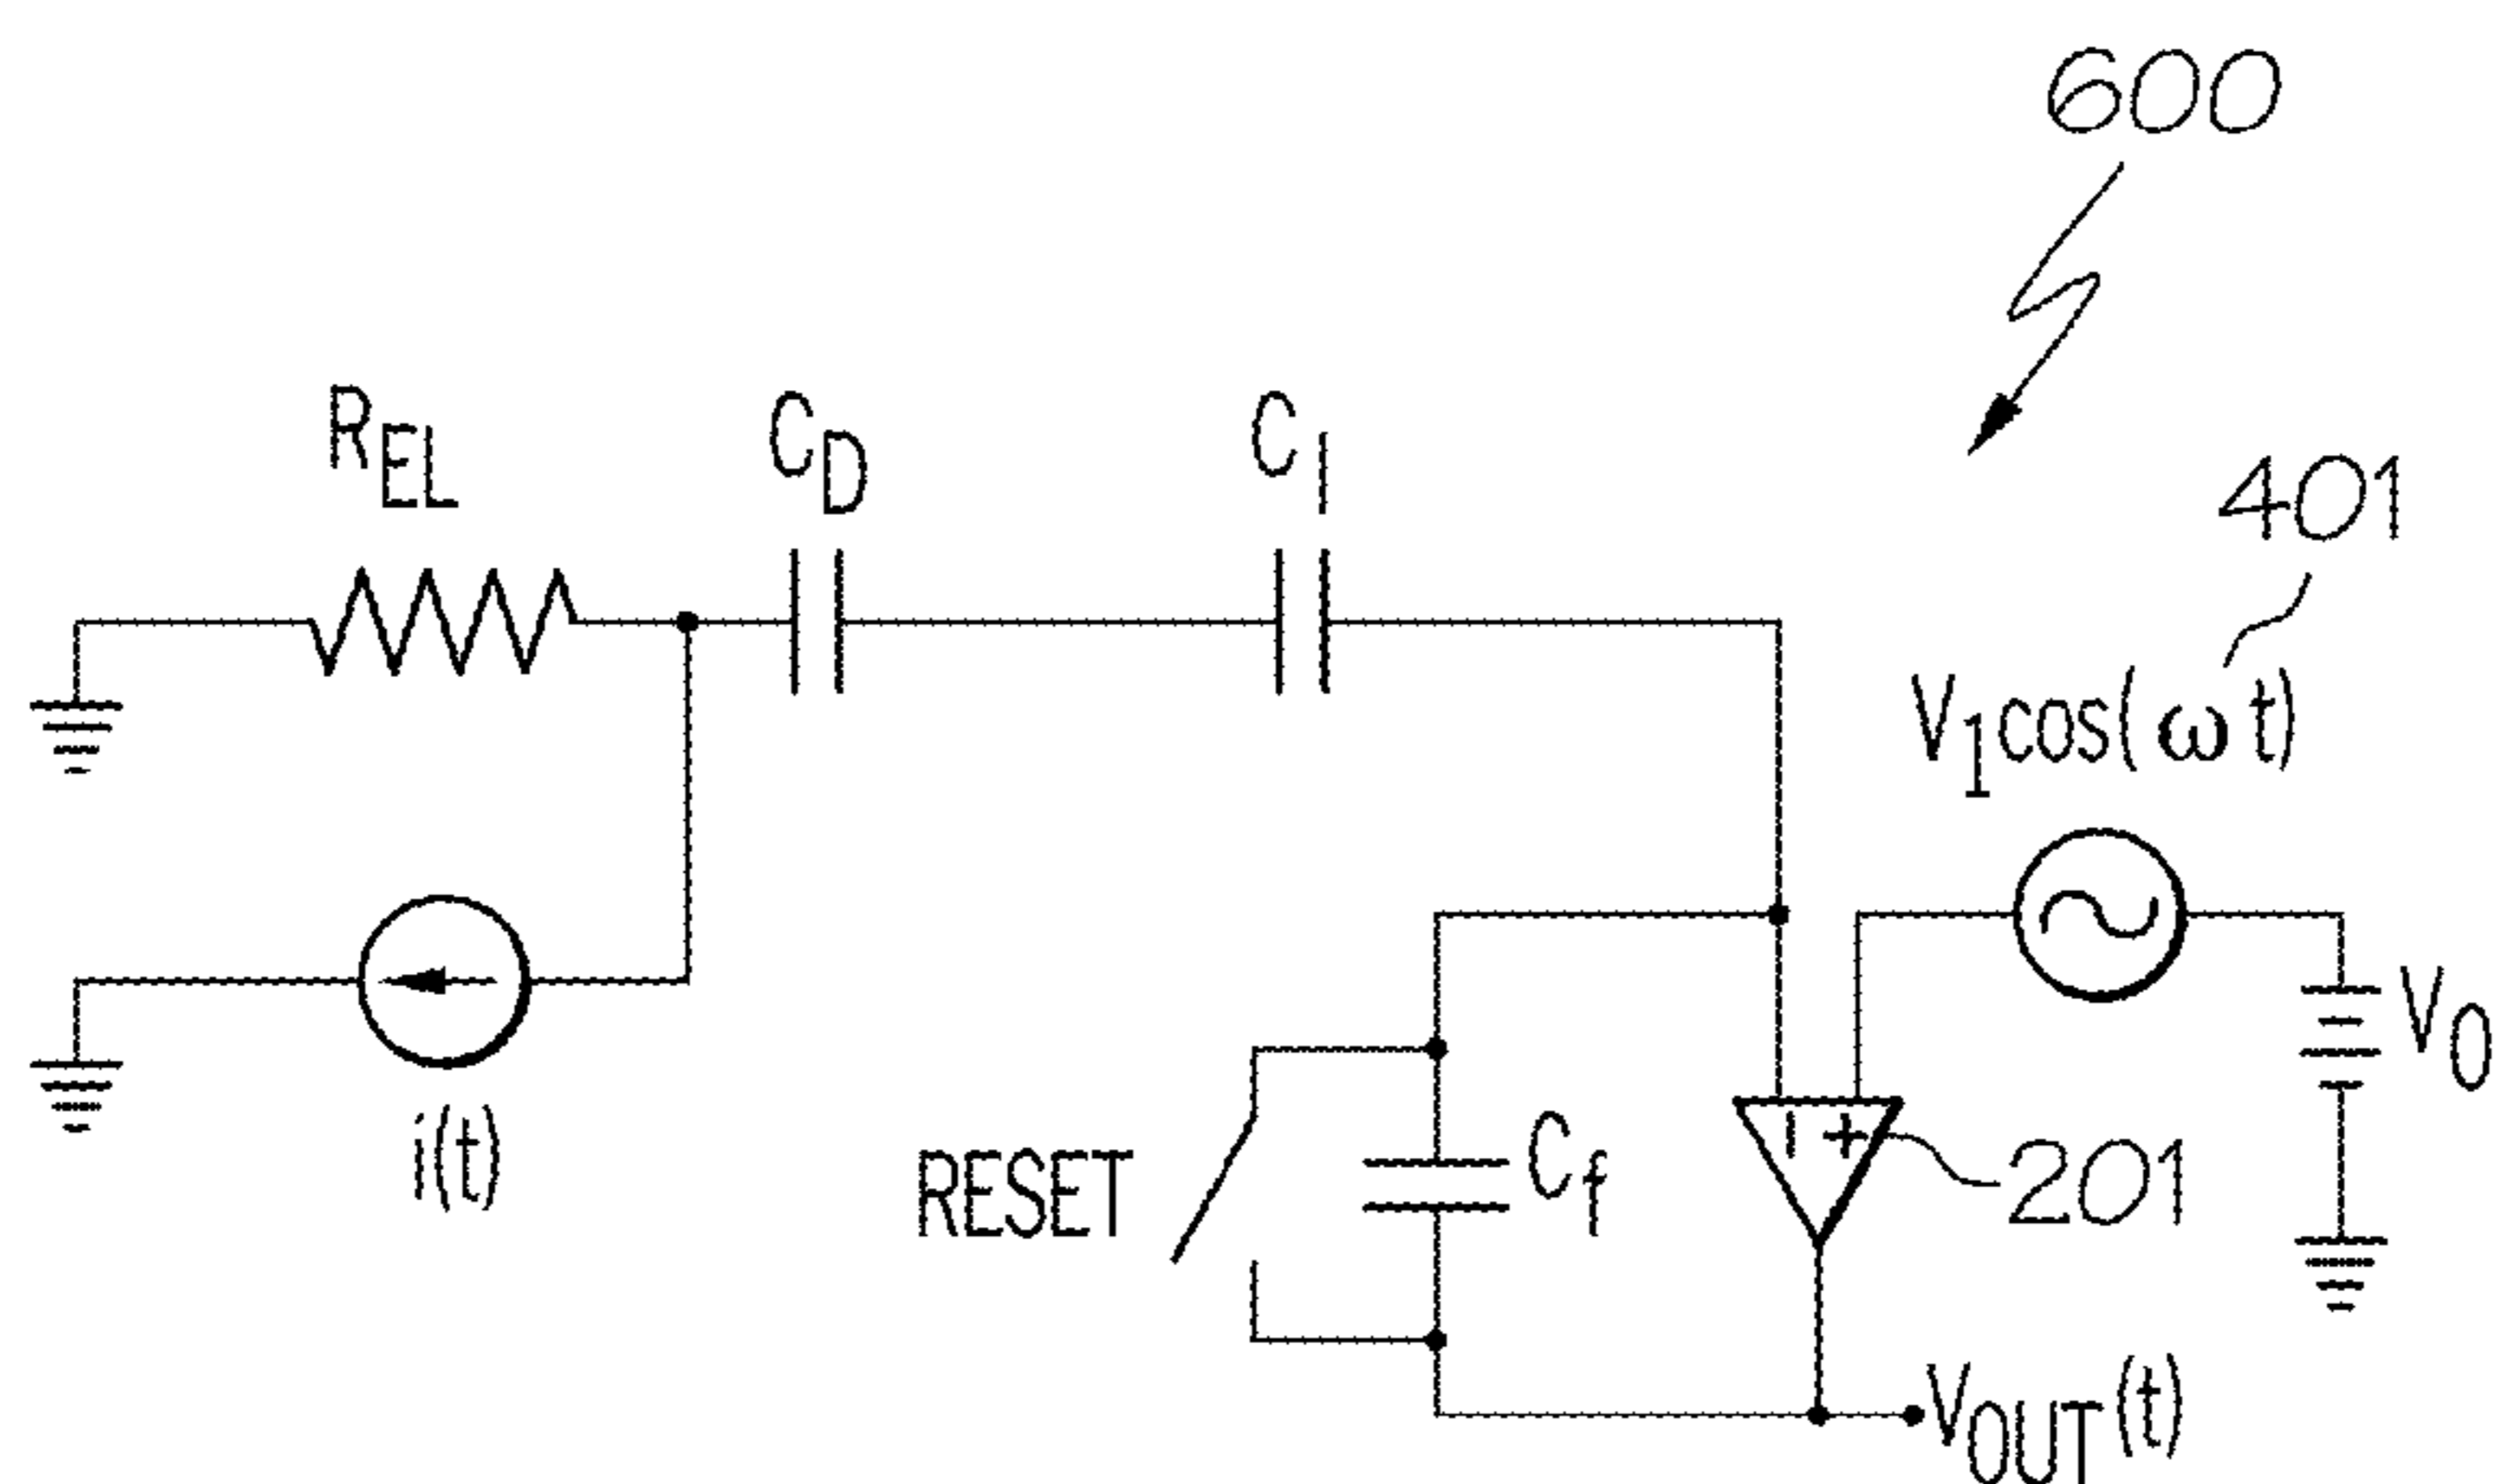 600
R_EL
C_D
C_I
401
V_1cos(ωt)
V_0
i(t)
RESET
C_f
- +
201
V_OUT(t)